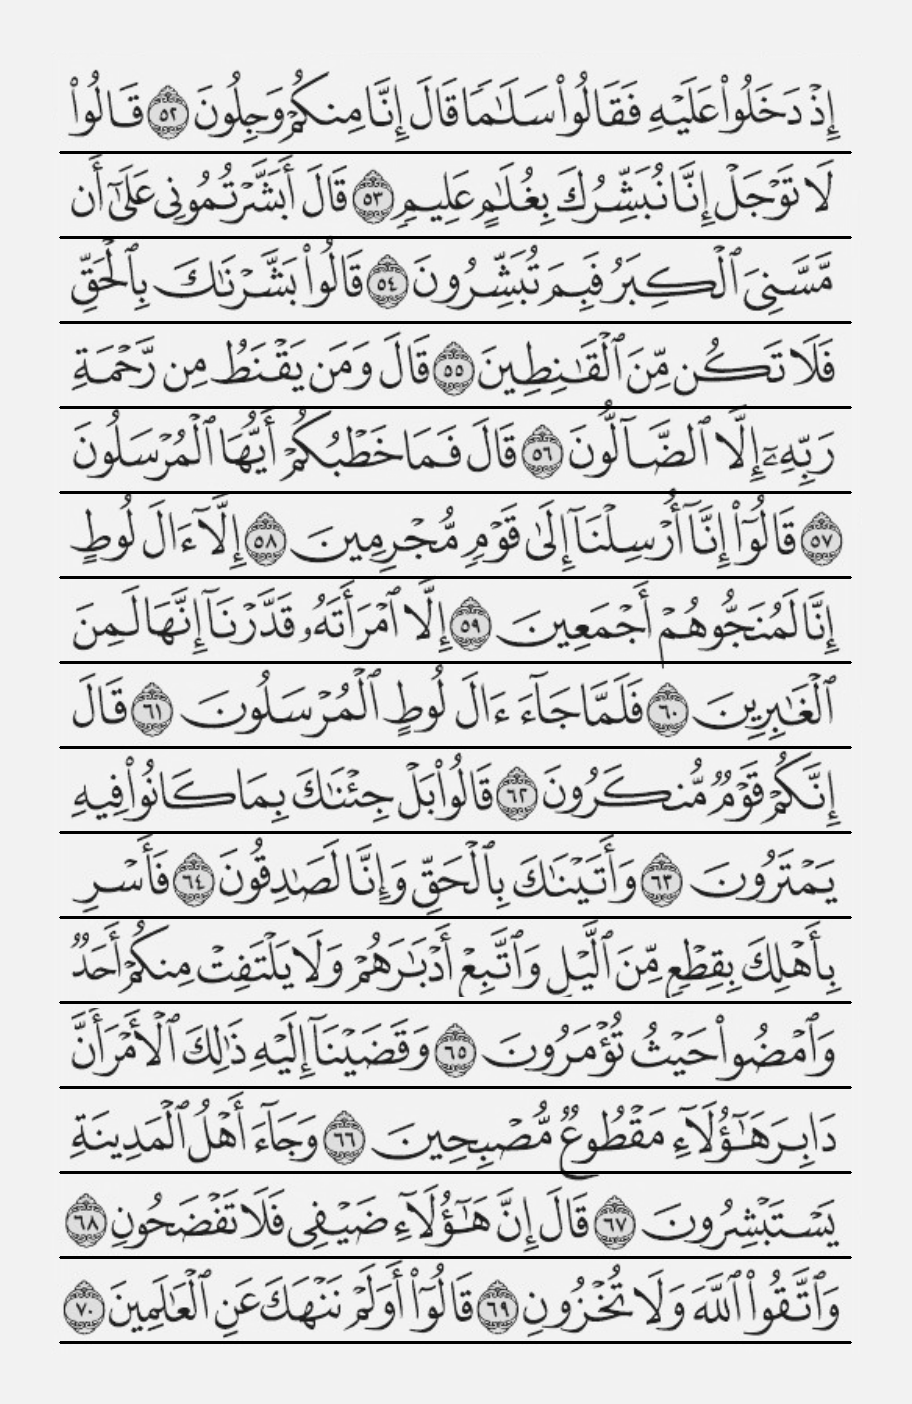 إِذْ دَخَلُوا۟ عَلَيْهِ فَقَالُوا۟ سَلَـٰمًا قَالَ إِنَّا مِنكُمْ وَجِلُونَ ٥٢ قَالُوا۟
لَا تَوْجَلْ إِنَّا نُبَشِّرُكَ بِغُلَـٰمٍ عَلِيمٍ ٥٣ قَالَ أَبَشَّرْتُمُونِى عَلَىٰٓ أَن
مَّسَّنِىَ ٱلْكِبَرُ فَبِمَ تُبَشِّرُونَ ٥٤ قَالُوا۟ بَشَّرْنَـٰكَ بِٱلْحَقِّ
فَلَا تَكُن مِّنَ ٱلْقَـٰنِطِينَ ٥٥ قَالَ وَمَن يَقْنَطُ مِن رَّحْمَةِ
رَبِّهِۦٓ إِلَّا ٱلضَّآلُّونَ ٥٦ قَالَ فَمَا خَطْبُكُمْ أَيُّهَا ٱلْمُرْسَلُونَ
٥٧ قَالُوٓا۟ إِنَّآ أُرْسِلْنَآ إِلَىٰ قَوْمٍ مُّجْرِمِينَ ٥٨ إِلَّآ ءَالَ لُوطٍ
إِنَّا لَمُنَجُّوهُمْ أَجْمَعِينَ ٥٩ إِلَّا ٱمْرَأَتَهُۥ قَدَّرْنَآ إِنَّهَا لَمِنَ
ٱلْغَـٰبِرِينَ ٦٠ فَلَمَّا جَآءَ ءَالَ لُوطٍ ٱلْمُرْسَلُونَ ٦١ قَالَ
إِنَّكُمْ قَوْمٌ مُّنكَرُونَ ٦٢ قَالُوا۟ بَلْ جِئْنَـٰكَ بِمَا كَانُوا۟ فِيهِ
يَمْتَرُونَ ٦٣ وَأَتَيْنَـٰكَ بِٱلْحَقِّ وَإِنَّا لَصَـٰدِقُونَ ٦٤ فَأَسْرِ
بِأَهْلِكَ بِقِطْعٍ مِّنَ ٱلَّيْلِ وَٱتَّبِعْ أَدْبَـٰرَهُمْ وَلَا يَلْتَفِتْ مِنكُمْ أَحَدٌ
وَٱمْضُوا۟ حَيْثُ تُؤْمَرُونَ ٦٥ وَقَضَيْنَآ إِلَيْهِ ذَٰلِكَ ٱلْأَمْرَ أَنَّ
دَابِرَ هَـٰٓؤُلَآءِ مَقْطُوعٌ مُّصْبِحِينَ ٦٦ وَجَآءَ أَهْلُ ٱلْمَدِينَةِ
يَسْتَبْشِرُونَ ٦٧ قَالَ إِنَّ هَـٰٓؤُلَآءِ ضَيْفِى فَلَا تَفْضَحُونِ ٦٨
وَٱتَّقُوا۟ ٱللَّهَ وَلَا تُخْزُونِ ٦٩ قَالُوٓا۟ أَوَلَمْ نَنْهَكَ عَنِ ٱلْعَـٰلَمِينَ ٧٠